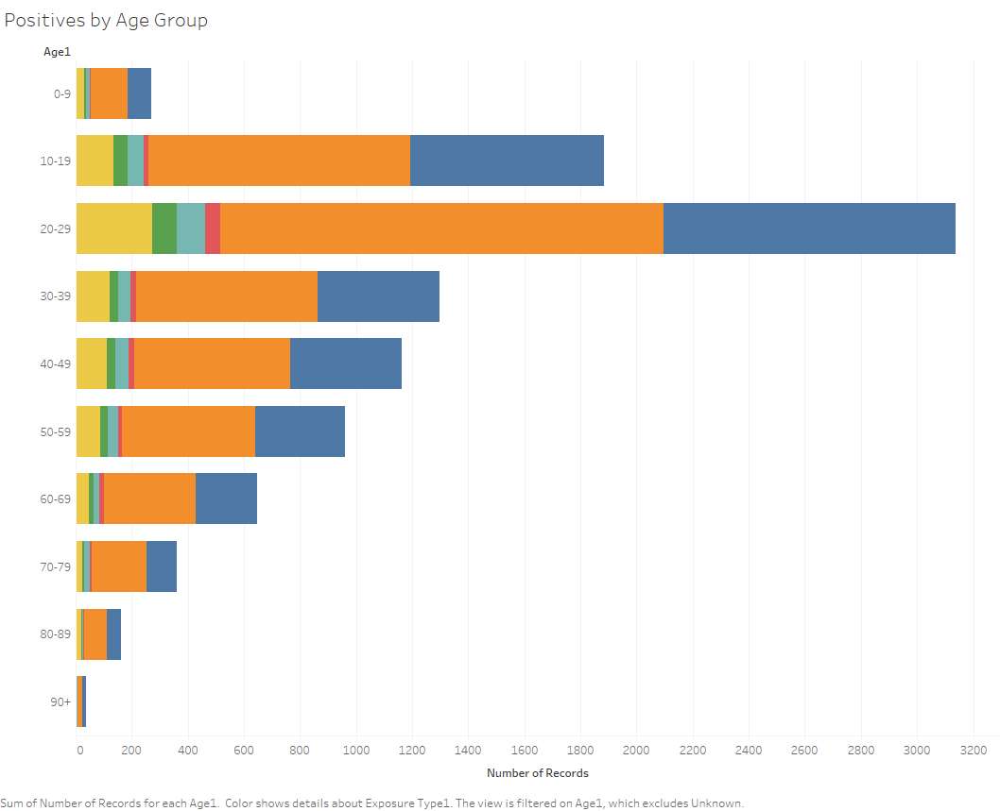 Positives by Age Group
Age1
0-9
10-19
20-29
30-39
40-49
50-59
60-69
70-79
80-89
90+
0 200 400 600 800 1000 1200 1400 1600 1800 2000 2200 2400 2600 2800 3000 3200
Number of Records
Sum of Number of Records for each Age1. Color shows details about Exposure Type1. The view is filtered on Age1, which excludes Unknown.